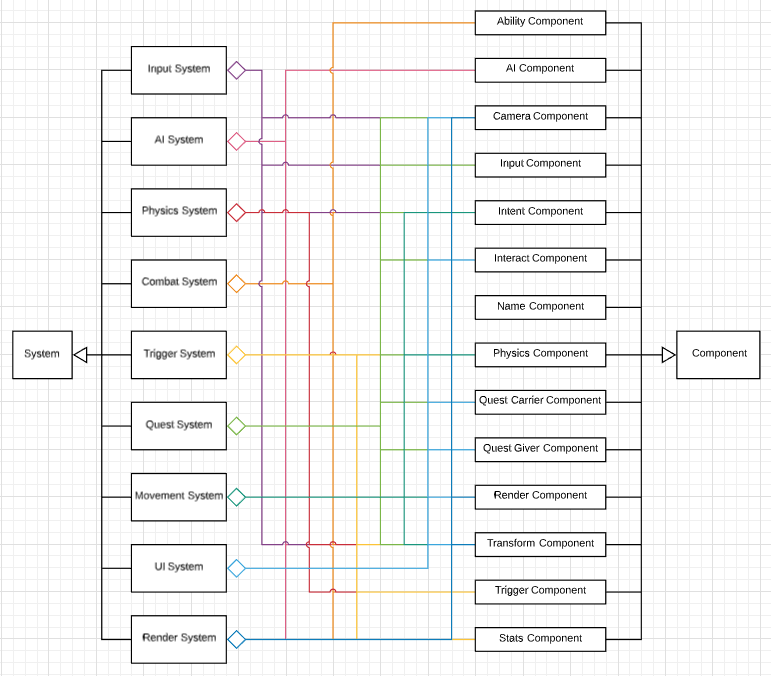 Ability Component
Input System
AI Component
AI System
Camera Component
Input Component
Physics System
Intent Component
Interact Component
Combat System
Name Component
System
Trigger System
Physics Component
Component
Quest Carrier Component
Quest System
Quest Giver Component
Movement System
Render Component
Transform Component
UI System
Trigger Component
Render System
Stats Component